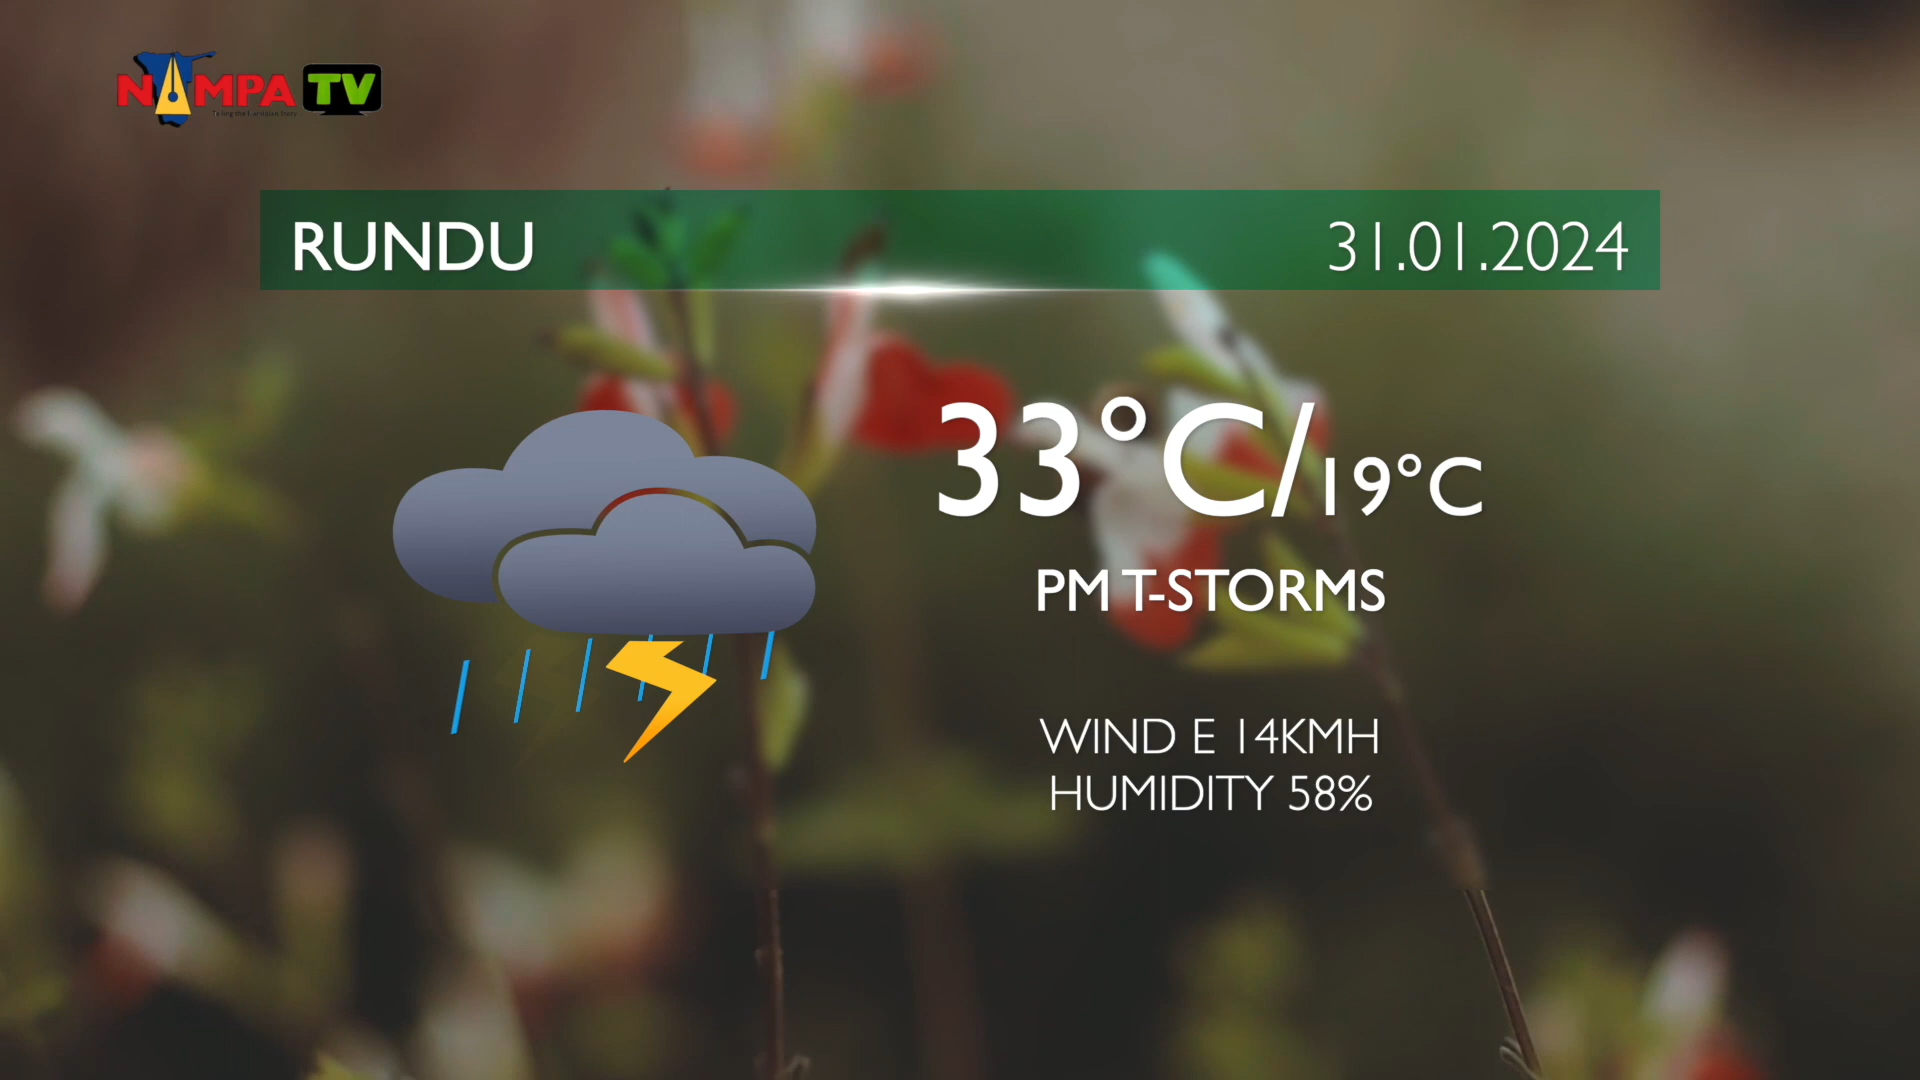 NAMPA TV
RUNDU
31.01.2024
33°C/19°C
PM T-STORMS
WIND E 14KMH
HUMIDITY 58%